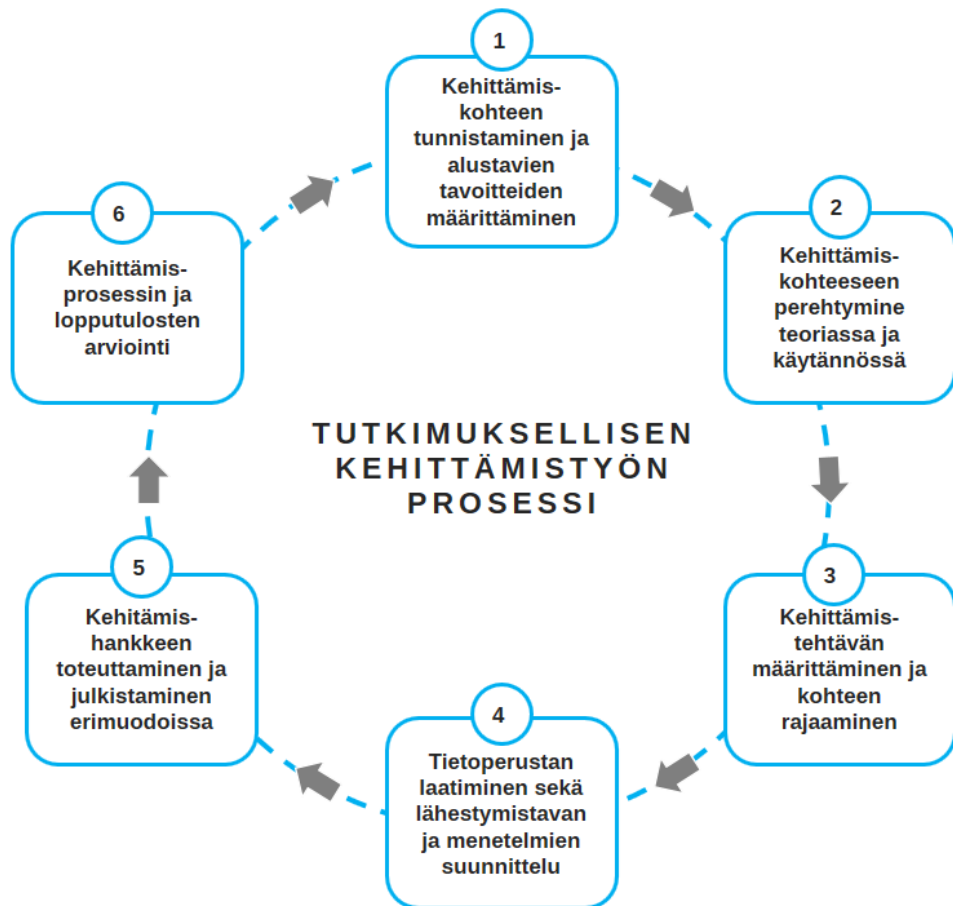 1
Kehittämis-
kohteen
tunnistaminen ja
alustavien
tavoitteiden
määrittäminen
2
Kehittämis-
kohteeseen
perehtymine
teoriassa ja
käytännössä
3
Kehittämis-
tehtävän
määrittäminen ja
kohteen
rajaaminen
4
Tietoperustan
laatiminen sekä
lähestymistavan
ja menetelmien
suunnittelu
5
Kehitämis-
hankkeen
toteuttaminen ja
julkistaminen
erimuodoissa
6
Kehittämis-
prosessin ja
lopputulosten
arviointi
TUTKIMUKSELLISEN
KEHITTÄMISTYÖN
PROSESSI